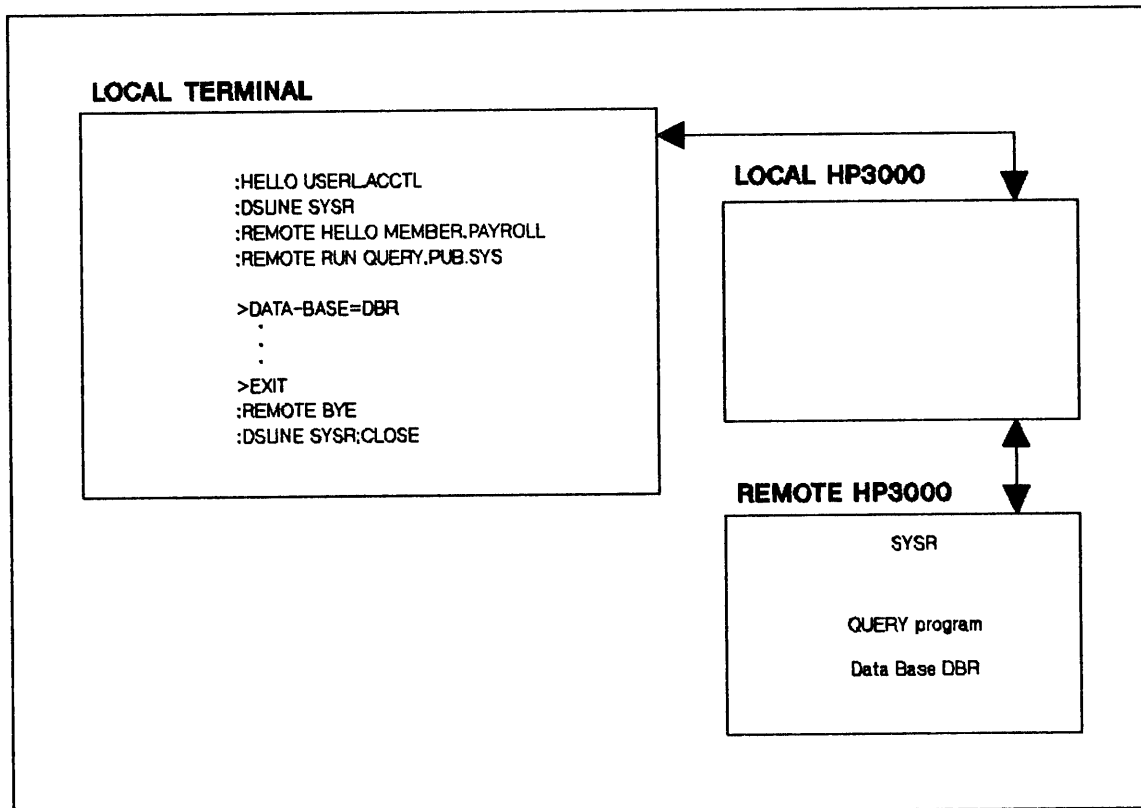 LOCAL TERMINAL
:HELLO USERL.ACCTL
:DSLINE SYSR
:REMOTE HELLO MEMBER.PAYROLL
:REMOTE RUN QUERY.PUB.SYS
>DATA-BASE=DBR
.
.
.
>EXIT
:REMOTE BYE
:DSLINE SYSR;CLOSE
LOCAL HP3000
REMOTE HP3000
SYSR
QUERY program
Data Base DBR